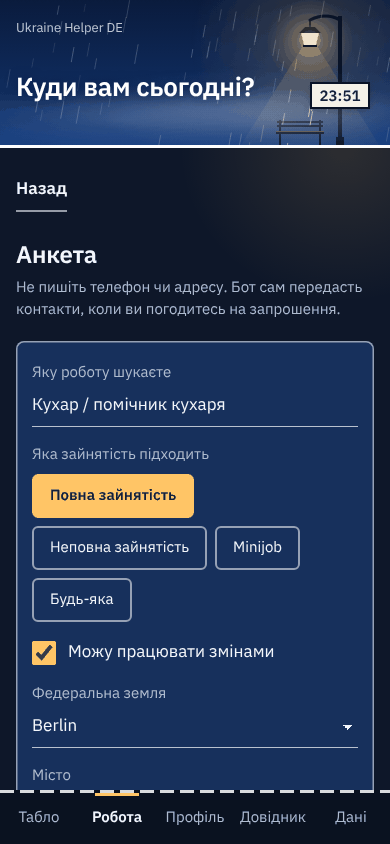 Ukraine Helper DE
Куди вам сьогодні?
23:51
Назад
Анкета
Не пишіть телефон чи адресу. Бот сам передасть
контакти, коли ви погодитесь на запрошення.
Яку роботу шукаєте
Кухар / помічник кухаря
Яка зайнятість підходить
Повна зайнятість
Неповна зайнятість
Minijob
Будь-яка
Можу працювати змінами
Федеральна земля
Berlin
Місто
Табло
Робота
Профіль
Довідник
Дані